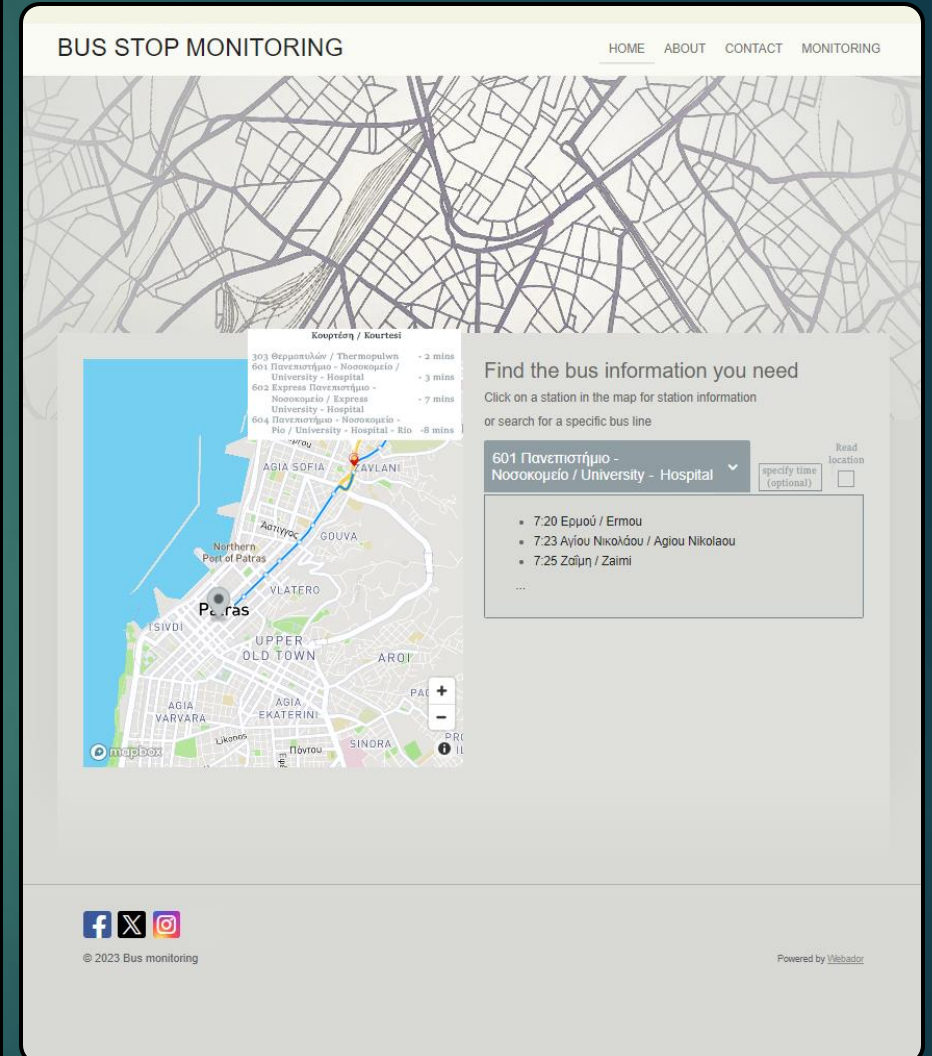 BUS STOP MONITORING
HOME ABOUT CONTACT MONITORING
Κουρτέση / Kourtesi
303 Θερμοπυλών / Thermopulwn - 2 mins
601 Πανεπιστήμιο - Νοσοκομείο /
University - Hospital - 3 mins
602 Express Πανεπιστήμιο -
Νοσοκομείο / Express - 7 mins
University - Hospital
604 Πανεπιστήμιο - Νοσοκομείο -
Ρίο / University - Hospital - Rio -8 mins
AGIA SOFIA
ZAVLANI
Αστιγγος
GOUVA
Northern
Port of Patras
VLATERO
Patras
TSIVDI
UPPER
OLD TOWN
AROI
AGIA
VARVARA
AGIA
EKATERINI
Likonos
Πόντου
SINORA
mapbox
+
−
Find the bus information you need
Click on a station in the map for station information
or search for a specific bus line
601 Πανεπιστήμιο -
Νοσοκομείο / University - Hospital
specify time
(optional)
Read
location
• 7:20 Ερμού / Ermou
• 7:23 Αγίου Νικολάου / Agiou Nikolaou
• 7:25 Ζαΐμη / Zaimi
...
© 2023 Bus monitoring
Powered by Webador